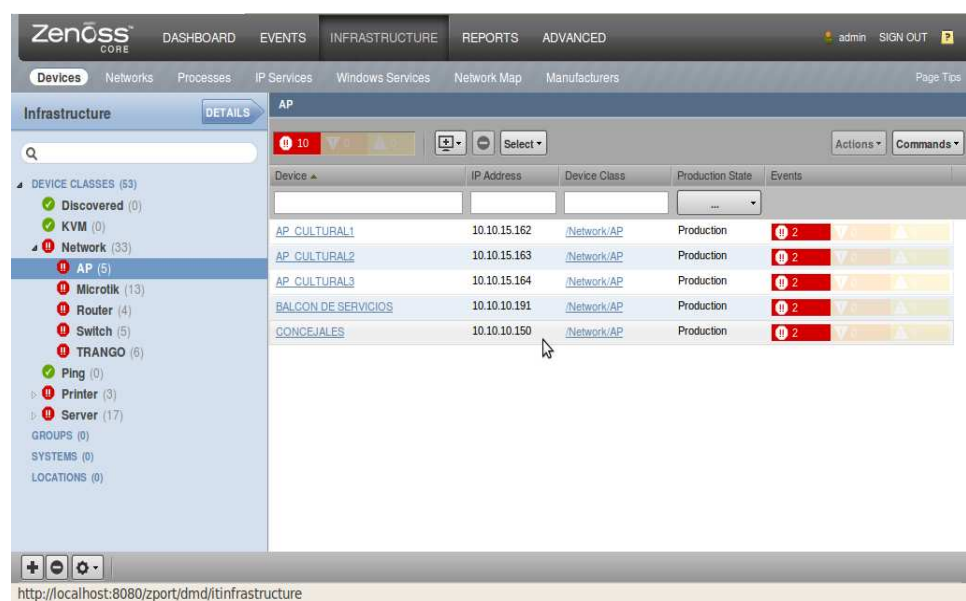 Zenōss CORE DASHBOARD EVENTS INFRASTRUCTURE REPORTS ADVANCED admin SIGN OUT ?
Devices Networks Processes IP Services Windows Services Network Map Manufacturers Page Tips
Infrastructure DETAILS
AP
10 0 0 Select Actions Commands
Device IP Address Device Class Production State Events
...
DEVICE CLASSES (53)
Discovered (0)
KVM (0)
Network (33)
AP (5)
Microtik (13)
Router (4)
Switch (5)
TRANGO (6)
Ping (0)
Printer (3)
Server (17)
GROUPS (0)
SYSTEMS (0)
LOCATIONS (0)
AP_CULTURAL1 10.10.15.162 /Network/AP Production 2
AP_CULTURAL2 10.10.15.163 /Network/AP Production 2
AP_CULTURAL3 10.10.15.164 /Network/AP Production 2
BALCON DE SERVICIOS 10.10.10.191 /Network/AP Production 2
CONCEJALES 10.10.10.150 /Network/AP Production 2
http://localhost:8080/zport/dmd/itinfrastructure